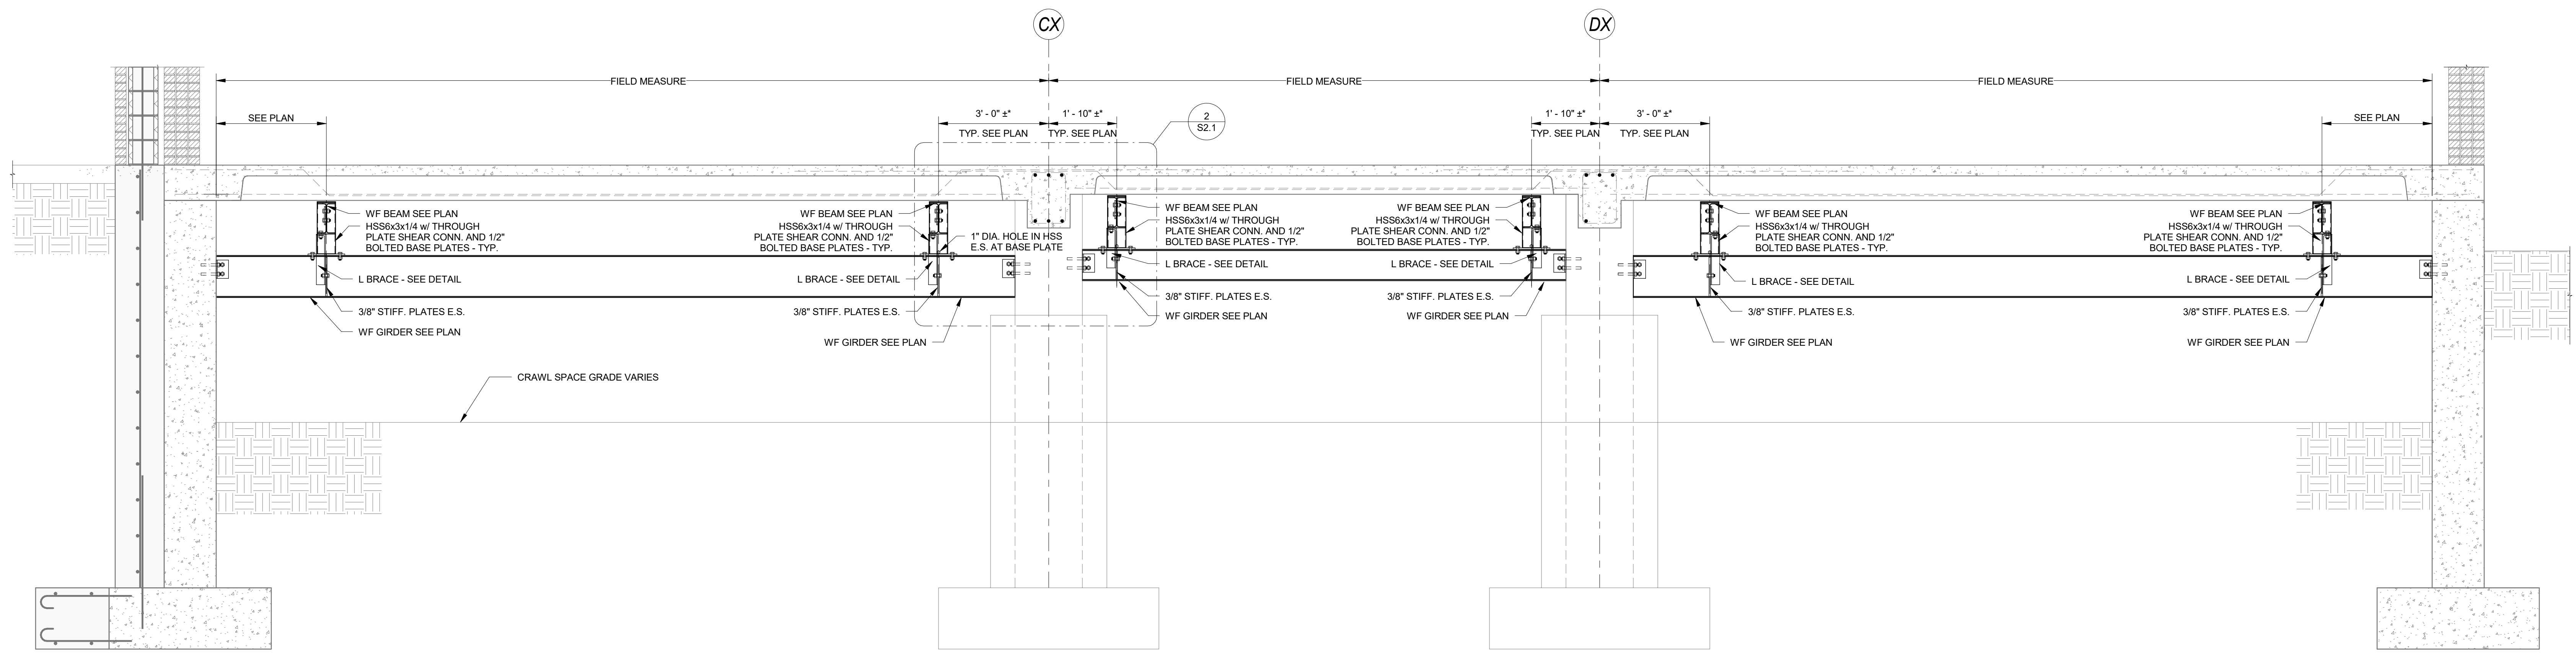 CX
DX
FIELD MEASURE
FIELD MEASURE
FIELD MEASURE
SEE PLAN
3' - 0" ±*
TYP. SEE PLAN
1' - 10" ±*
TYP. SEE PLAN
2
S2.1
1' - 10" ±*
TYP. SEE PLAN
3' - 0" ±*
TYP. SEE PLAN
SEE PLAN
WF BEAM SEE PLAN
HSS6x3x1/4 w/ THROUGH
PLATE SHEAR CONN. AND 1/2"
BOLTED BASE PLATES - TYP.
L BRACE - SEE DETAIL
3/8" STIFF. PLATES E.S.
WF GIRDER SEE PLAN
WF BEAM SEE PLAN
HSS6x3x1/4 w/ THROUGH
PLATE SHEAR CONN. AND 1/2"
BOLTED BASE PLATES - TYP.
1" DIA. HOLE IN HSS
E.S. AT BASE PLATE
L BRACE - SEE DETAIL
3/8" STIFF. PLATES E.S.
WF GIRDER SEE PLAN
WF BEAM SEE PLAN
HSS6x3x1/4 w/ THROUGH
PLATE SHEAR CONN. AND 1/2"
BOLTED BASE PLATES - TYP.
L BRACE - SEE DETAIL
3/8" STIFF. PLATES E.S.
WF GIRDER SEE PLAN
WF BEAM SEE PLAN
HSS6x3x1/4 w/ THROUGH
PLATE SHEAR CONN. AND 1/2"
BOLTED BASE PLATES - TYP.
L BRACE - SEE DETAIL
3/8" STIFF. PLATES E.S.
WF GIRDER SEE PLAN
WF BEAM SEE PLAN
HSS6x3x1/4 w/ THROUGH
PLATE SHEAR CONN. AND 1/2"
BOLTED BASE PLATES - TYP.
L BRACE - SEE DETAIL
3/8" STIFF. PLATES E.S.
WF GIRDER SEE PLAN
WF BEAM SEE PLAN
HSS6x3x1/4 w/ THROUGH
PLATE SHEAR CONN. AND 1/2"
BOLTED BASE PLATES - TYP.
L BRACE - SEE DETAIL
3/8" STIFF. PLATES E.S.
WF GIRDER SEE PLAN
CRAWL SPACE GRADE VARIES